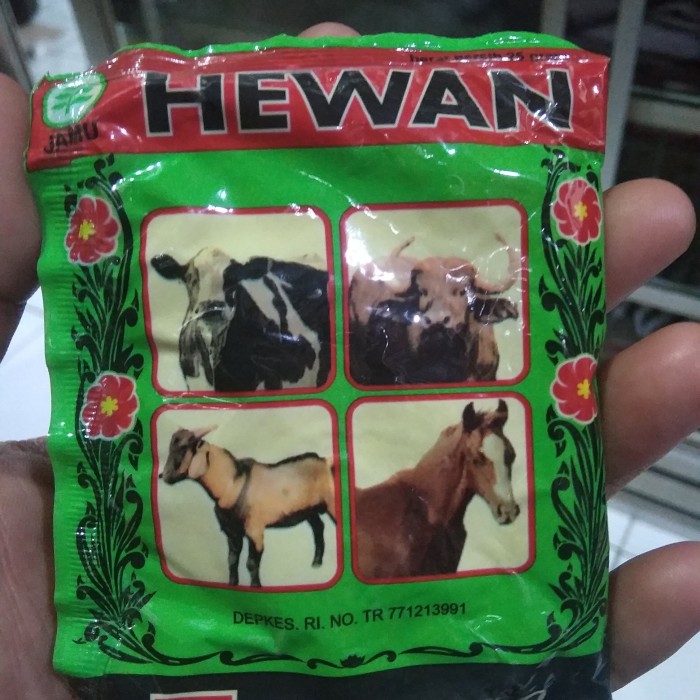 JAMU
HEWAN
DEPKES. RI. NO. TR 771213991